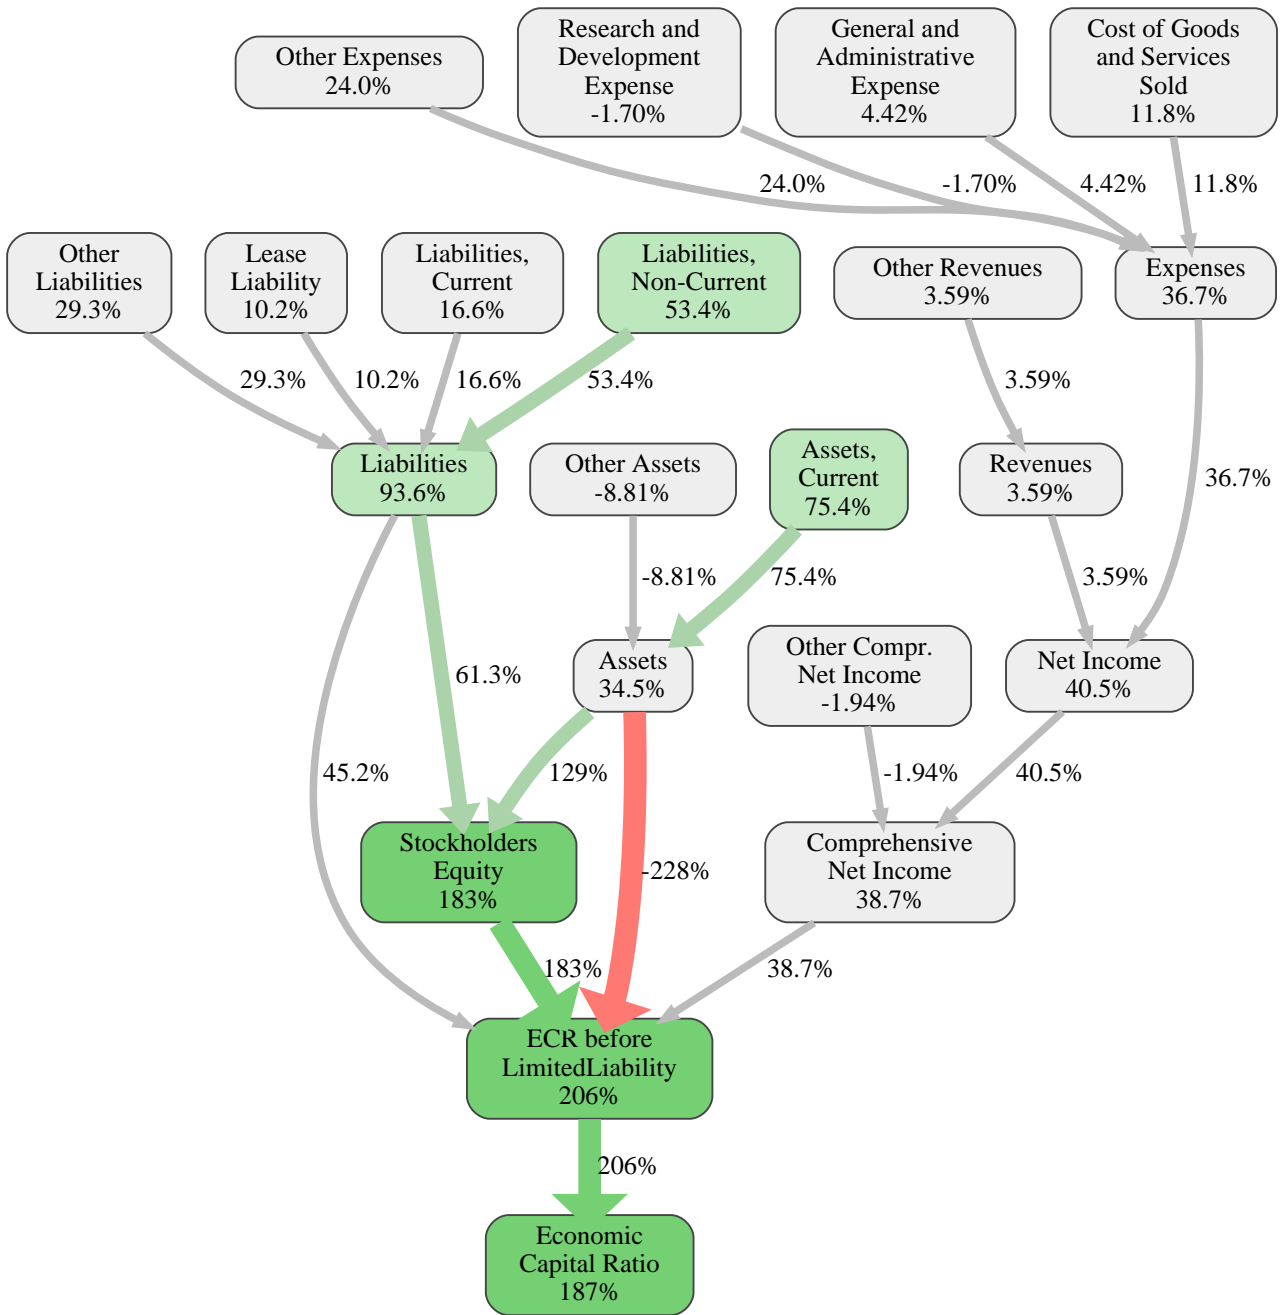 Other Expenses
24.0%
Research and
Development
Expense
-1.70%
General and
Administrative
Expense
4.42%
Cost of Goods
and Services
Sold
11.8%
24.0%
-1.70%
4.42%
11.8%
Other
Liabilities
29.3%
Lease
Liability
10.2%
Liabilities,
Current
16.6%
Liabilities,
Non-Current
53.4%
Other Revenues
3.59%
Expenses
36.7%
29.3%
10.2%
16.6%
53.4%
3.59%
Liabilities
93.6%
Other Assets
-8.81%
Assets,
Current
75.4%
Revenues
3.59%
36.7%
-8.81%
75.4%
3.59%
61.3%
Assets
34.5%
Other Compr.
Net Income
-1.94%
Net Income
40.5%
45.2%
129%
-1.94%
40.5%
Stockholders
Equity
183%
-228%
Comprehensive
Net Income
38.7%
183%
38.7%
ECR before
LimitedLiability
206%
206%
Economic
Capital Ratio
187%